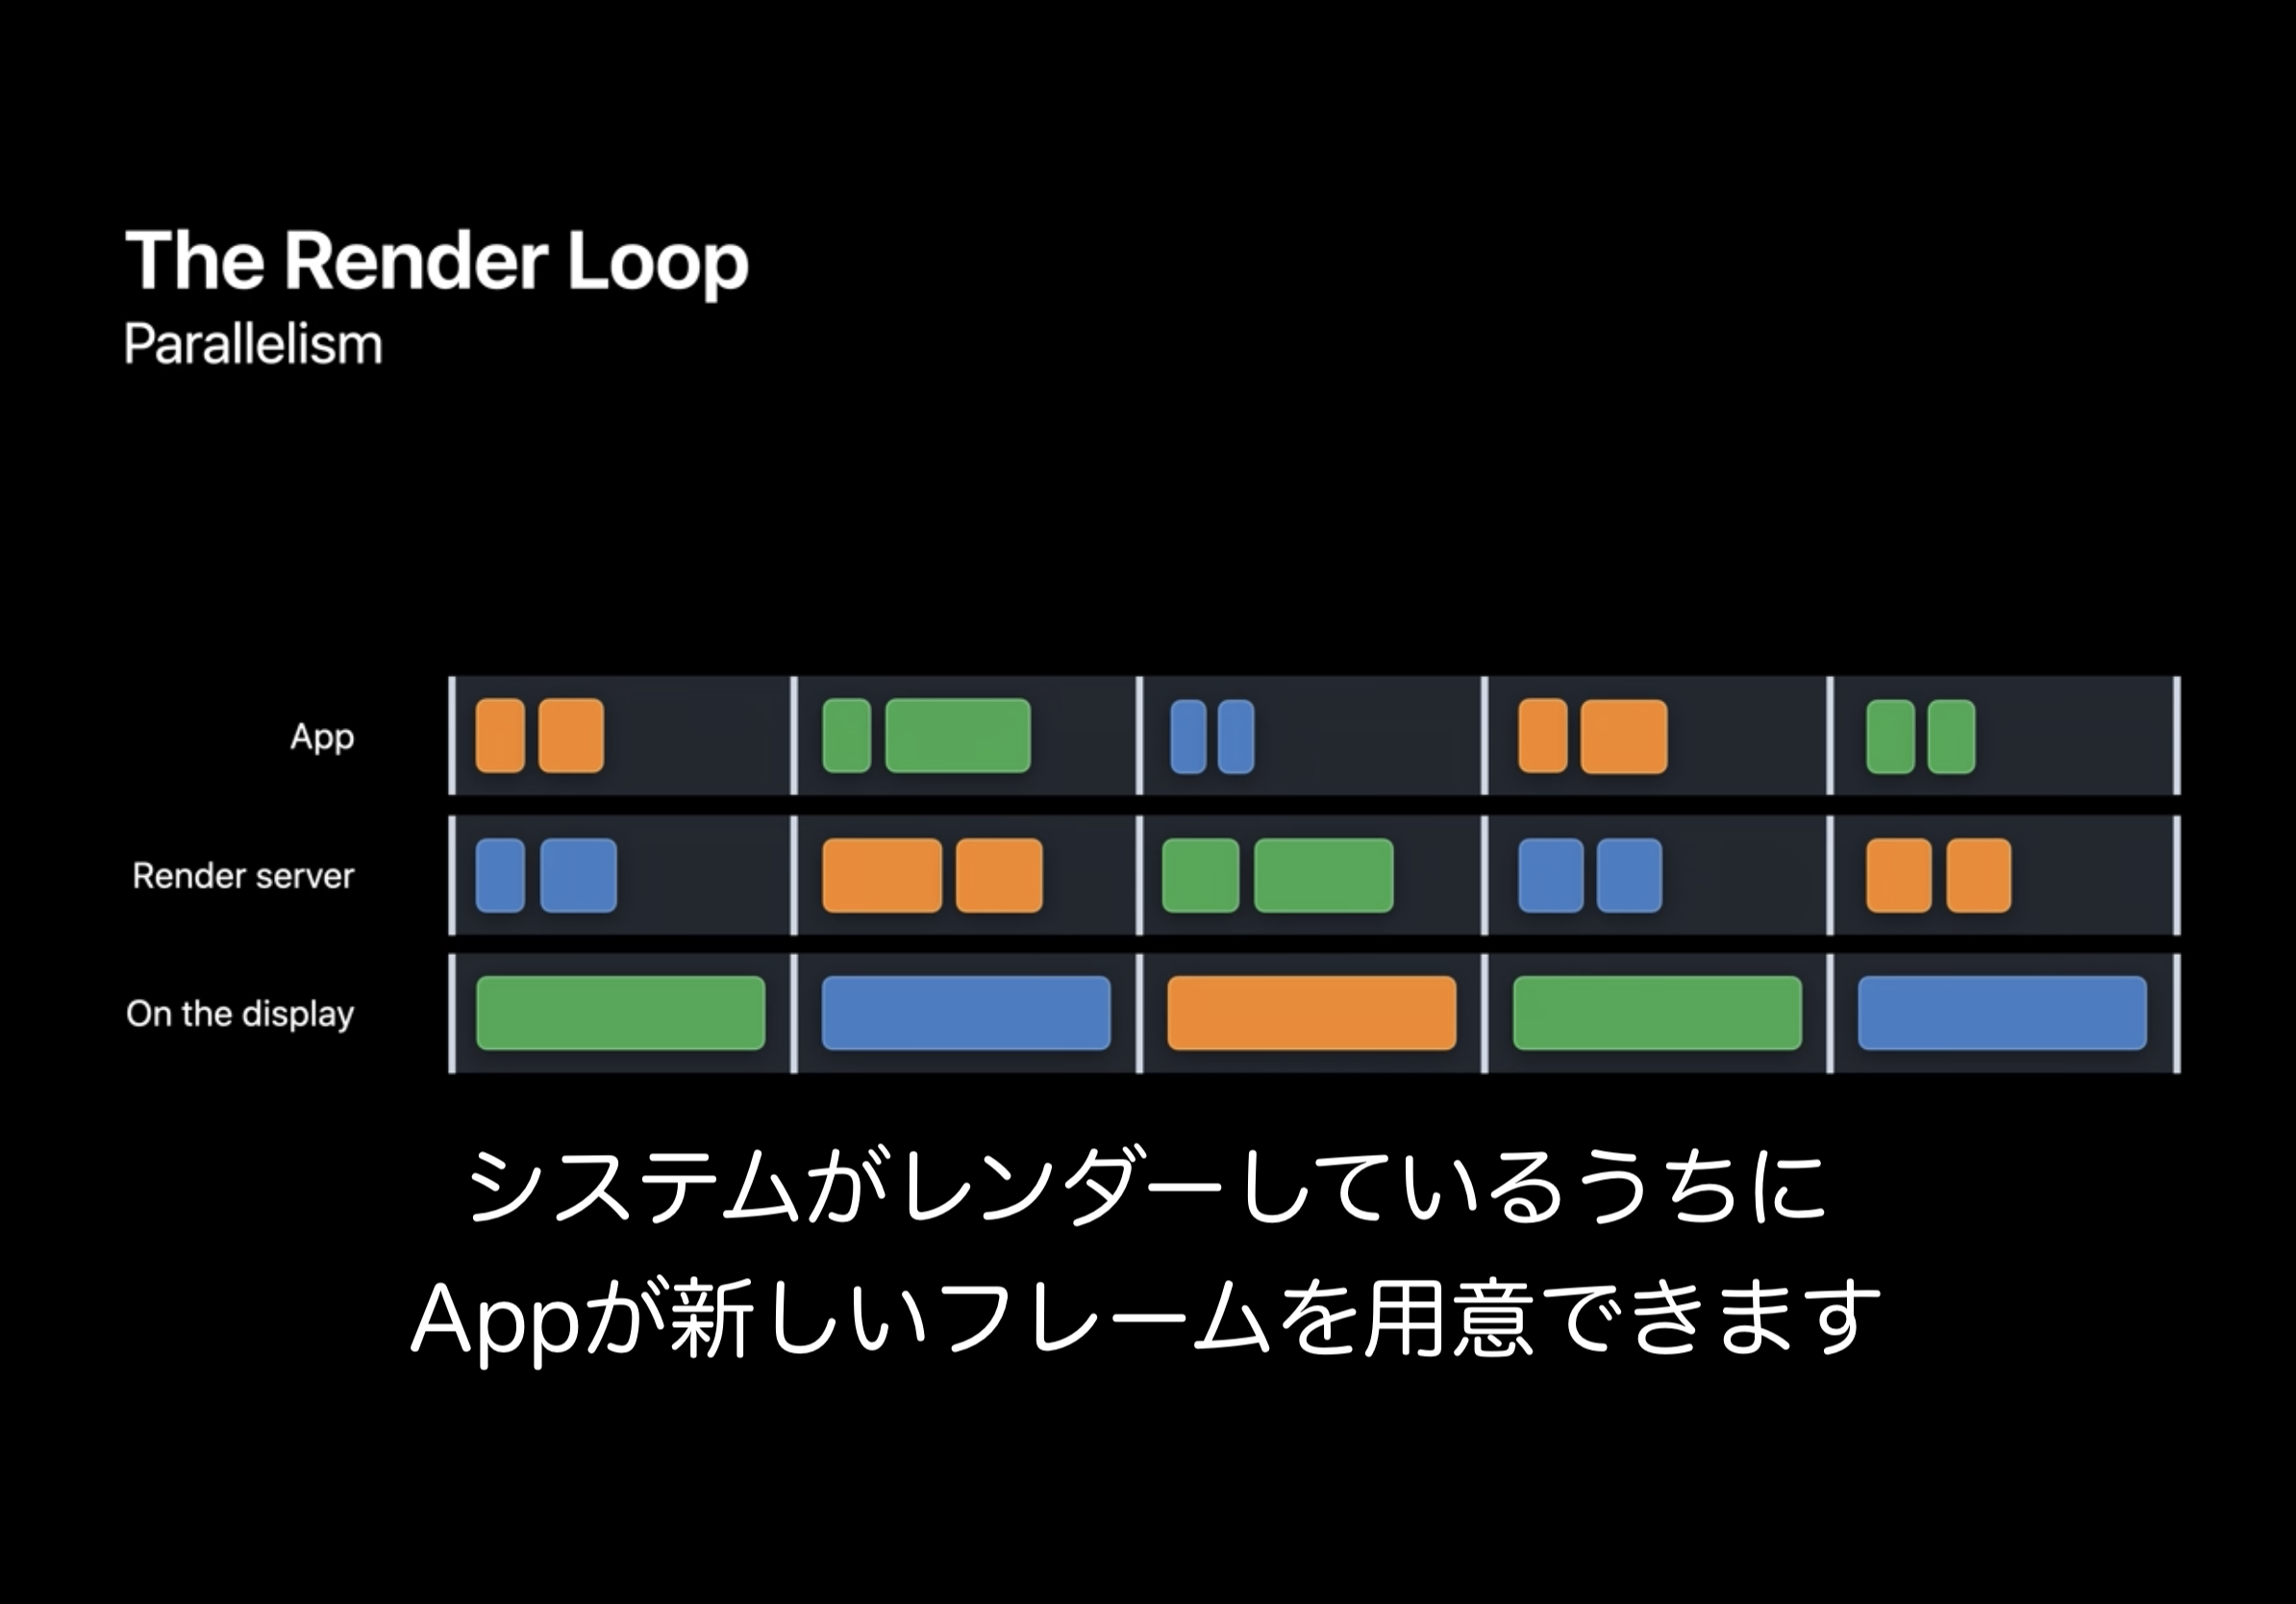 The Render Loop
Parallelism
App
Render server
On the display
システムがレンダーしているうちに
Appが新しいフレームを用意できます